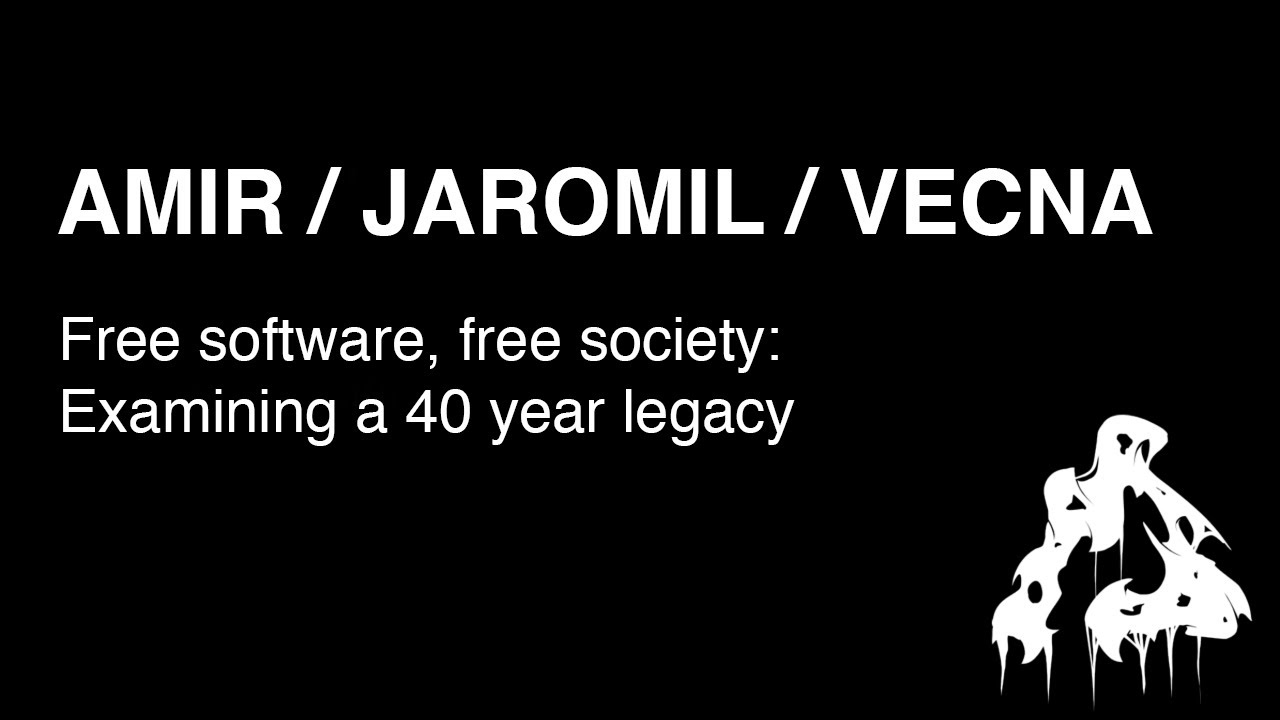 AMIR / JAROMIL / VECNA
Free software, free society:
Examining a 40 year legacy